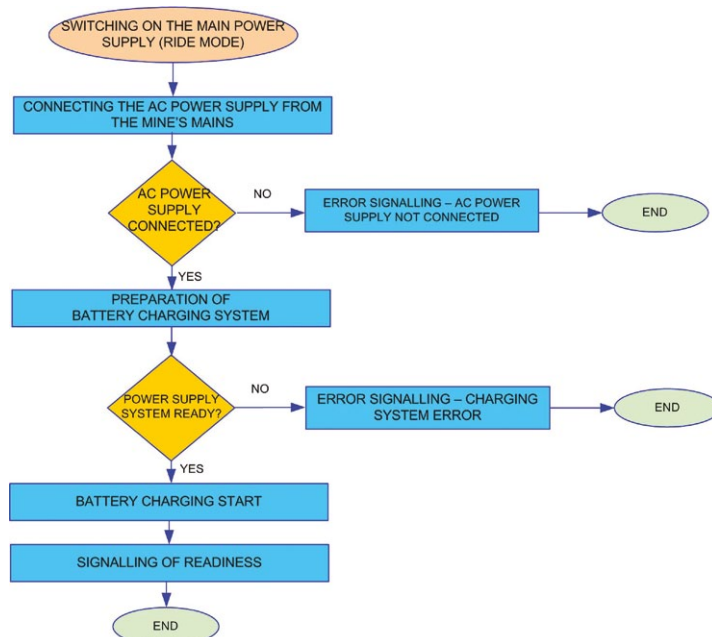 SWITCHING ON THE MAIN POWER
SUPPLY (RIDE MODE)
CONNECTING THE AC POWER SUPPLY FROM
THE MINE'S MAINS
AC POWER
SUPPLY
CONNECTED?
NO
ERROR SIGNALLING – AC POWER
SUPPLY NOT CONNECTED
END
YES
PREPARATION OF
BATTERY CHARGING SYSTEM
POWER SUPPLY
SYSTEM READY?
NO
ERROR SIGNALLING – CHARGING
SYSTEM ERROR
END
YES
BATTERY CHARGING START
SIGNALLING OF READINESS
END